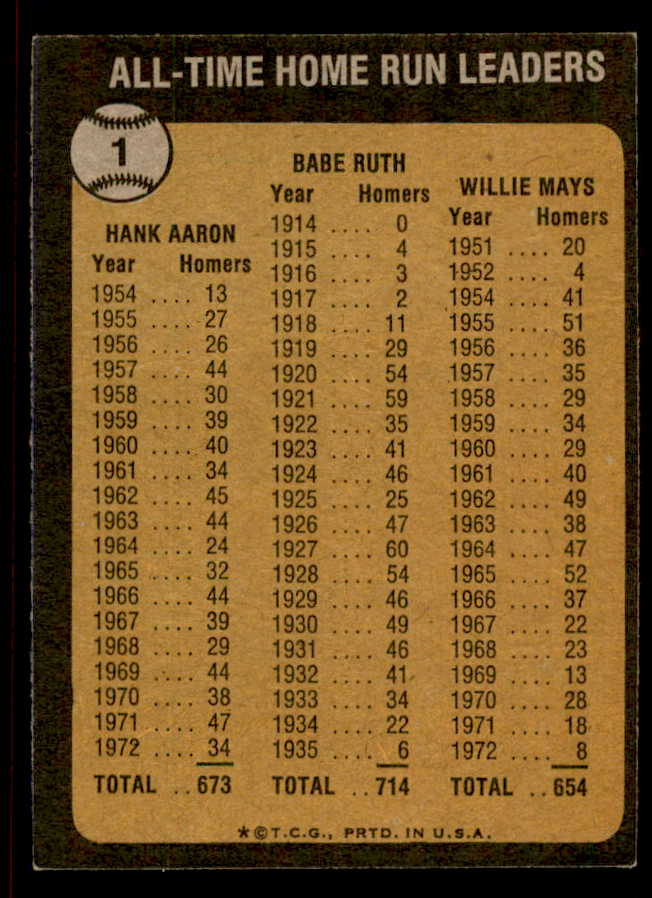 ALL-TIME HOME RUN LEADERS
1
HANK AARON
Year Homers
1954 .... 13
1955 .... 27
1956 .... 26
1957 .... 44
1958 .... 30
1959 .... 39
1960 .... 40
1961 .... 34
1962 .... 45
1963 .... 44
1964 .... 24
1965 .... 32
1966 .... 44
1967 .... 39
1968 .... 29
1969 .... 44
1970 .... 38
1971 .... 47
1972 .... 34
TOTAL .. 673
BABE RUTH
Year Homers
1914 .... 0
1915 .... 4
1916 .... 3
1917 .... 2
1918 .... 11
1919 .... 29
1920 .... 54
1921 .... 59
1922 .... 35
1923 .... 41
1924 .... 46
1925 .... 25
1926 .... 47
1927 .... 60
1928 .... 54
1929 .... 46
1930 .... 49
1931 .... 46
1932 .... 41
1933 .... 34
1934 .... 22
1935 .... 6
TOTAL .. 714
WILLIE MAYS
Year Homers
1951 .... 20
1952 .... 4
1954 .... 41
1955 .... 51
1956 .... 36
1957 .... 35
1958 .... 29
1959 .... 34
1960 .... 29
1961 .... 40
1962 .... 49
1963 .... 38
1964 .... 47
1965 .... 52
1966 .... 37
1967 .... 22
1968 .... 23
1969 .... 13
1970 .... 28
1971 .... 18
1972 .... 8
TOTAL .. 654
*©T.C.G., PRTD. IN U.S.A.